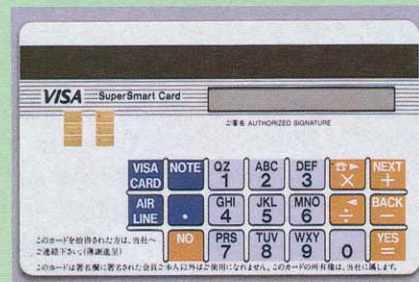 VISA SuperSmart Card
ご署名 AUTHORIZED SIGNATURE
VISA CARD NOTE QZ 1 ABC 2 DEF 3 ☎▶ × NEXT +
AIR LINE . GHI 4 JKL 5 MNO 6 ◀ ÷ BACK −
NO PRS 7 TUV 8 WXY 9 0 YES =
このカードを拾得された方は、当社へ
ご連絡下さい。(薄謝進呈)
このカードは署名欄に署名された会員ご本人以外はご使用になれません。このカードの所有権は、当社に属します。